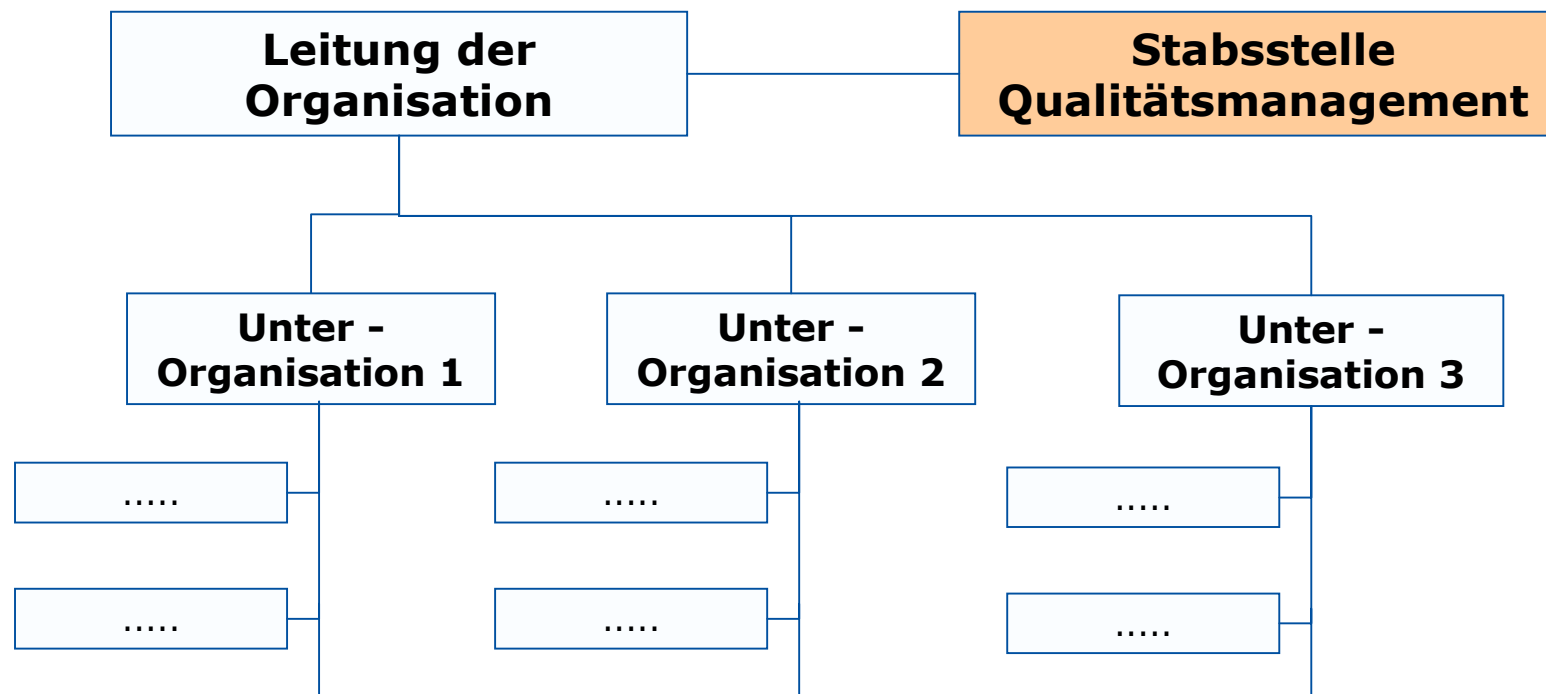 Leitung der
Organisation
Stabsstelle
Qualitätsmanagement
Unter -
Organisation 1
Unter -
Organisation 2
Unter -
Organisation 3
.....
.....
.....
.....
.....
.....